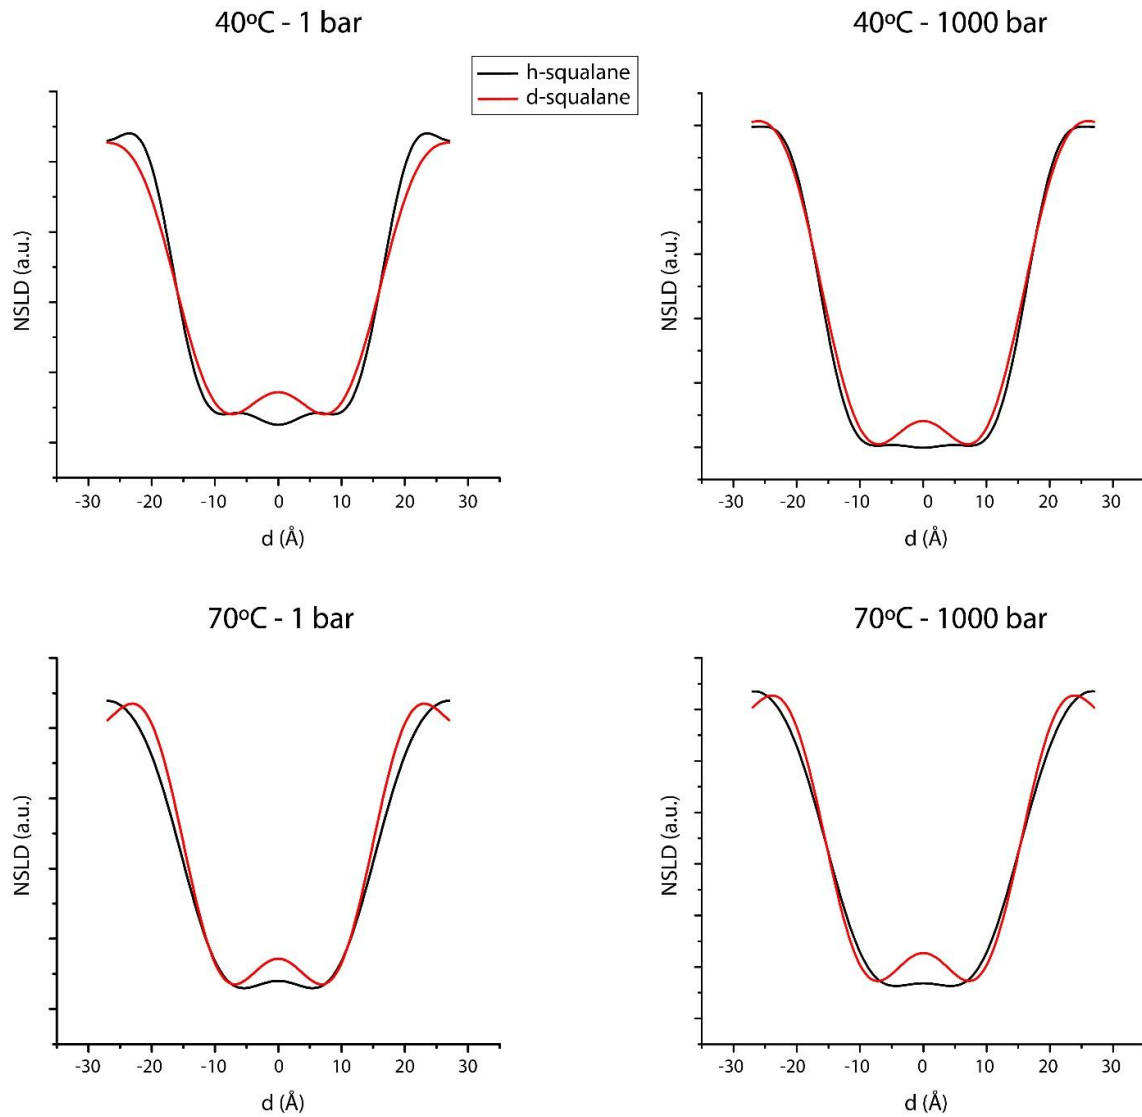 40ºC - 1 bar
40ºC - 1000 bar
h-squalane
d-squalane
NSLD (a.u.)
NSLD (a.u.)
-30 -20 -10 0 10 20 30
-30 -20 -10 0 10 20 30
d (Å)
d (Å)
70ºC - 1 bar
70ºC - 1000 bar
NSLD (a.u.)
NSLD (a.u.)
-30 -20 -10 0 10 20 30
-30 -20 -10 0 10 20 30
d (Å)
d (Å)